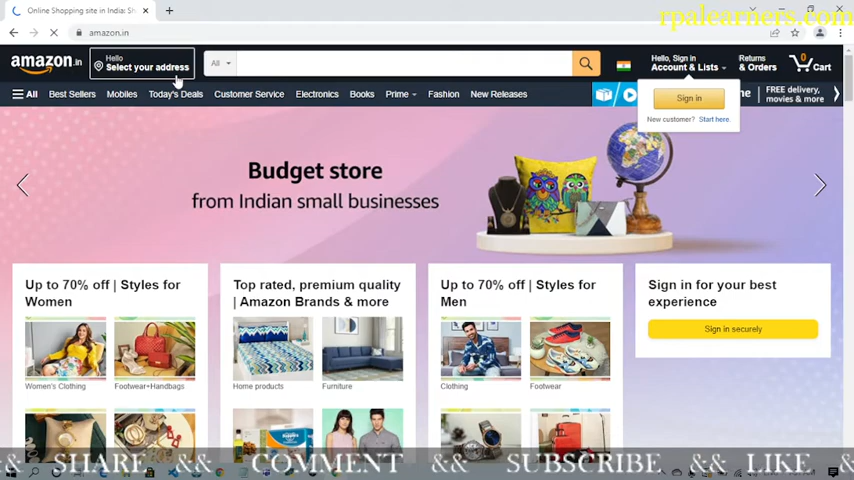 Online Shopping site in India: Sh
rpalearners.com
amazon.in
amazon.in
Hello
Select your address
All
Hello, Sign in
Account & Lists
Returns
& Orders
0
Cart
All
Best Sellers
Mobiles
Today's Deals
Customer Service
Electronics
Books
Prime
Fashion
New Releases
me
FREE delivery,
movies & more
Sign in
New customer? Start here.
Budget store
from Indian small businesses
Up to 70% off | Styles for
Women
Women's Clothing
Footwear+Handbags
Top rated, premium quality
| Amazon Brands & more
Home products
Furniture
Up to 70% off | Styles for
Men
Clothing
Footwear
Sign in for your best
experience
Sign in securely
&& SHARE && COMMENT && SUBSCRIBE && LIKE &&